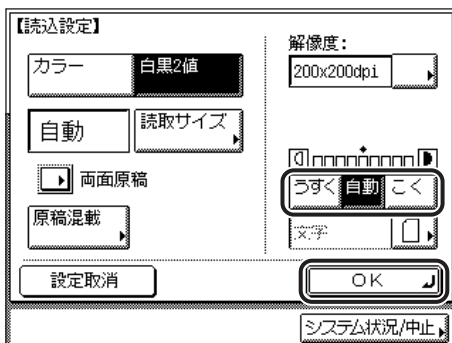 【読込設定】
カラー
白黒2値
自動
読取サイズ
両面原稿
原稿混載
解像度:
200x200dpi
うすく 自動 こく
文字
設定取消
OK
システム状況/中止